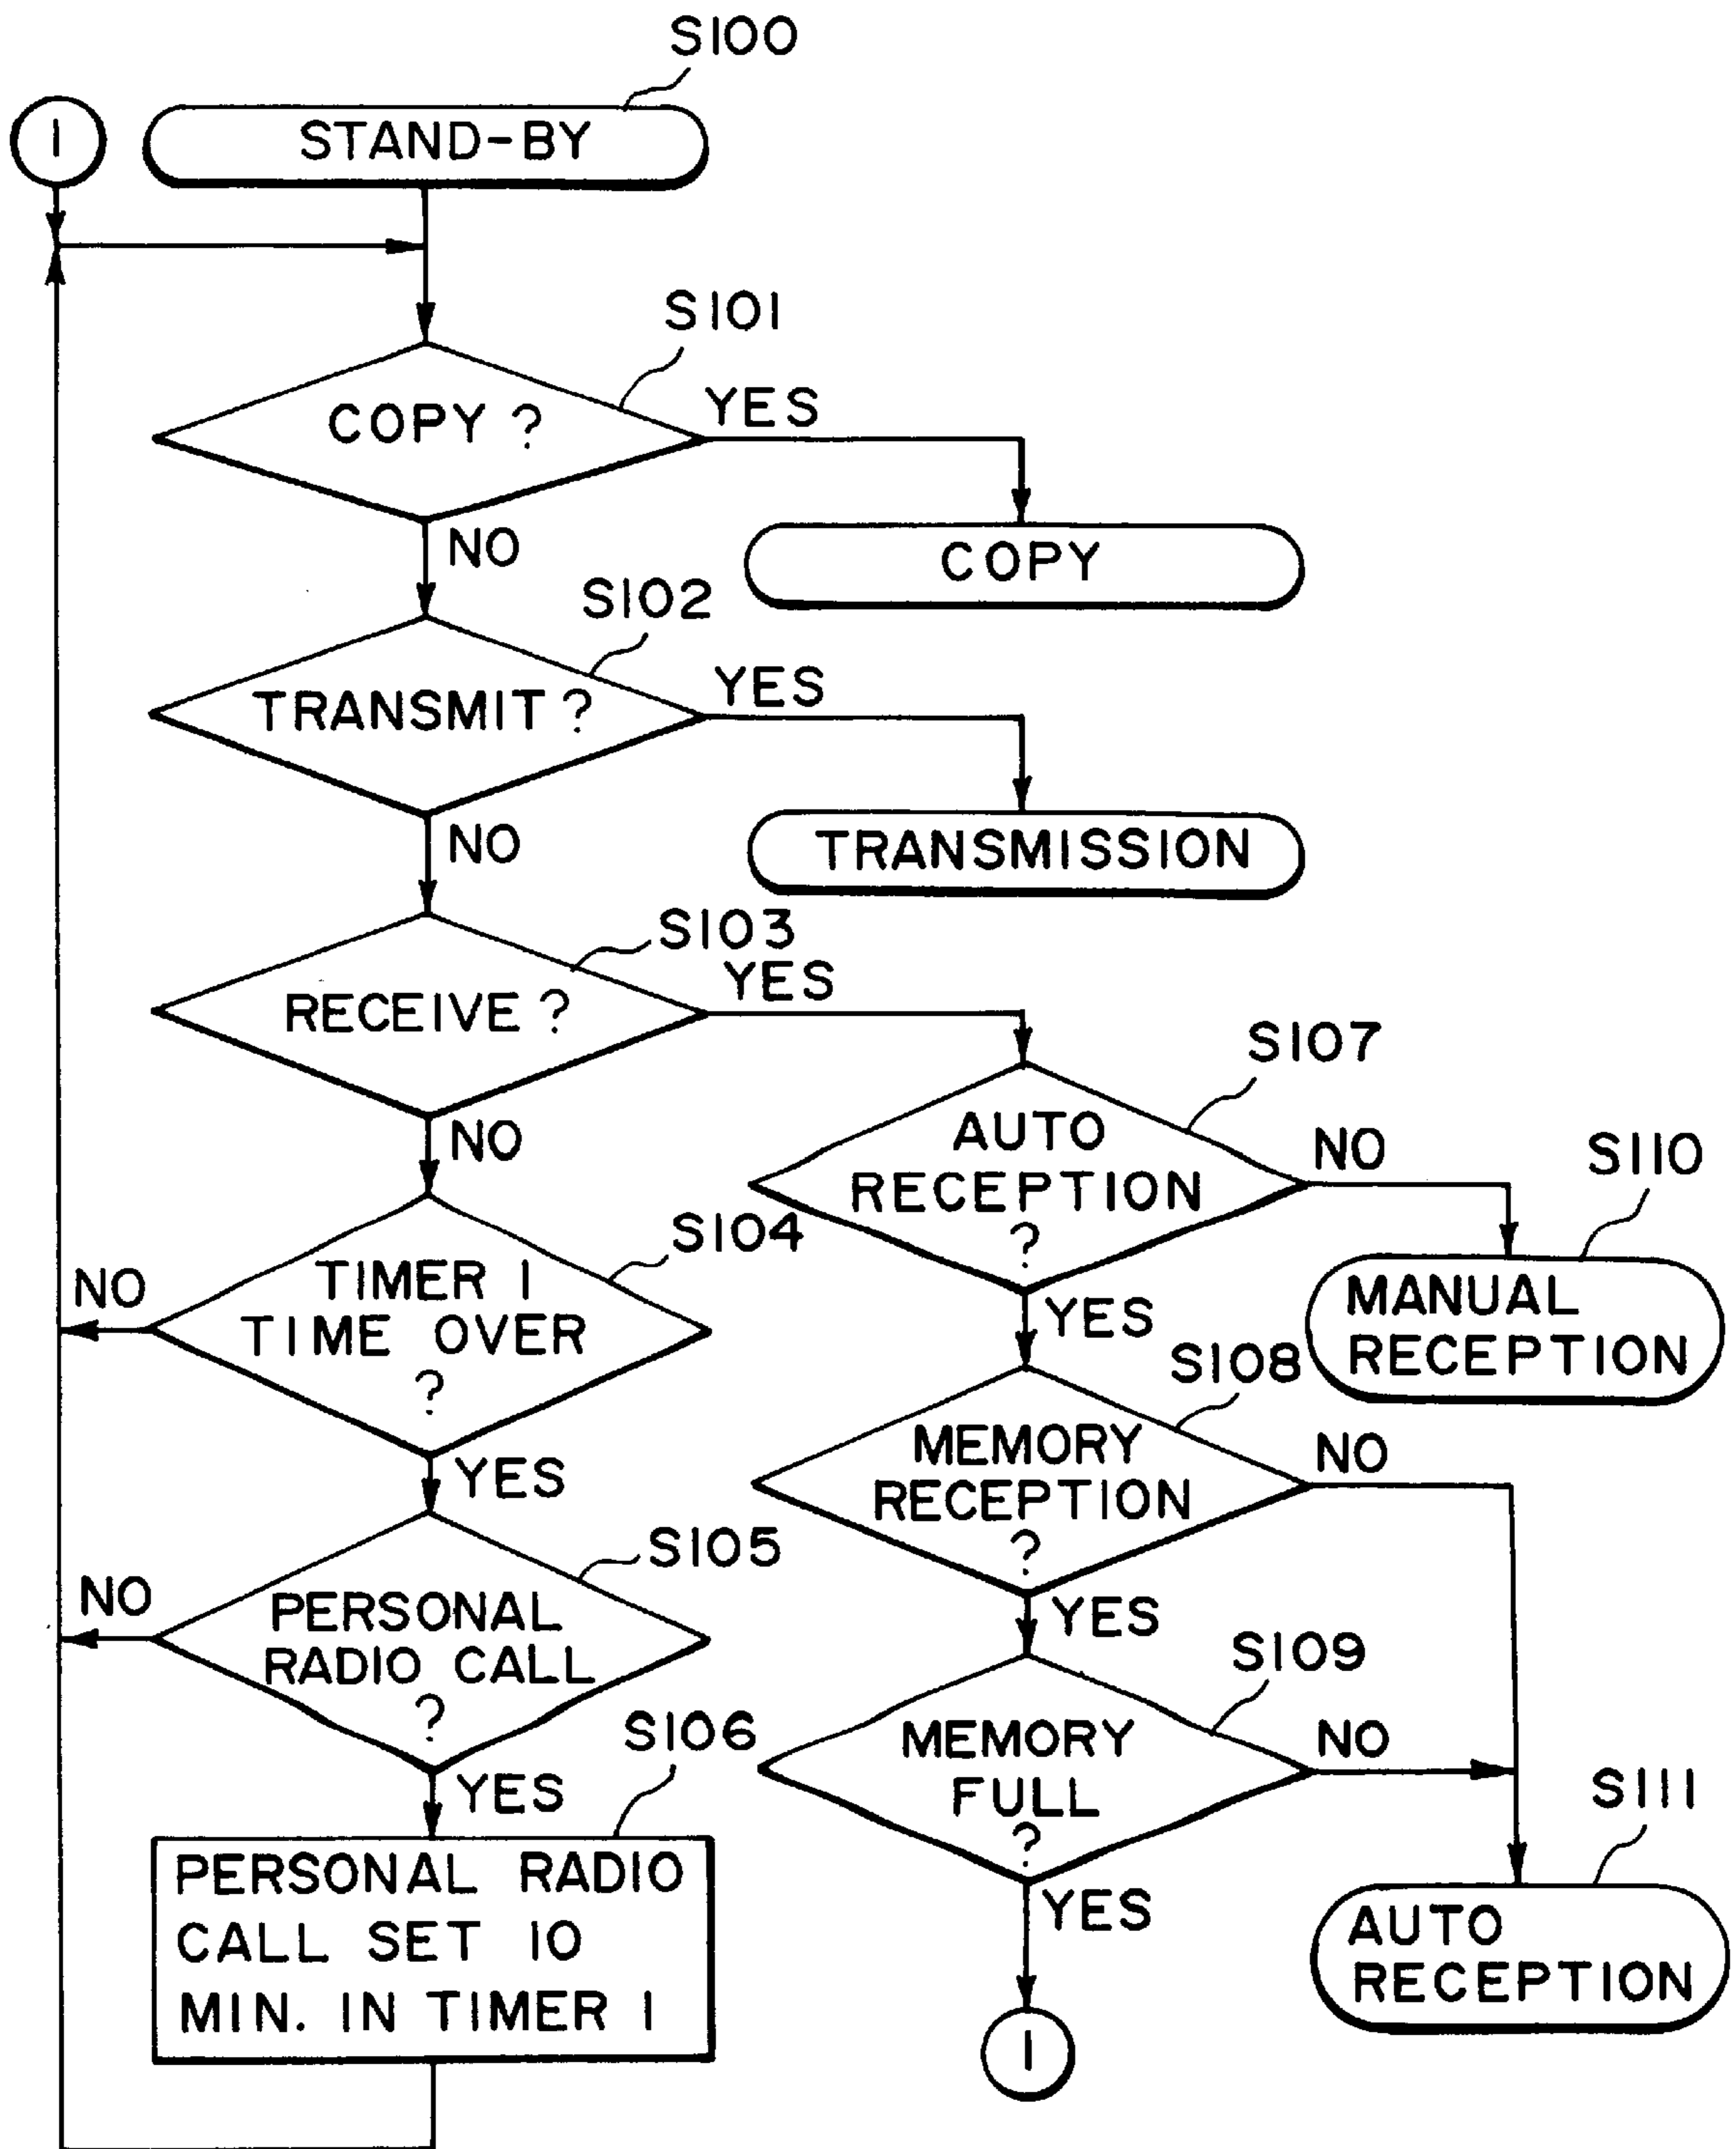 S100
1
STAND-BY
S101
COPY ?
YES
NO
COPY
S102
TRANSMIT ?
YES
NO
TRANSMISSION
S103
RECEIVE ?
YES
NO
S107
AUTO
RECEPTION
?
NO
YES
S110
MANUAL
RECEPTION
S104
TIMER 1
TIME OVER
?
NO
YES
S108
MEMORY
RECEPTION
?
NO
YES
S105
PERSONAL
RADIO CALL
?
NO
YES
S109
MEMORY
FULL
?
NO
YES
S106
PERSONAL RADIO
CALL SET 10
MIN. IN TIMER 1
S111
AUTO
RECEPTION
1